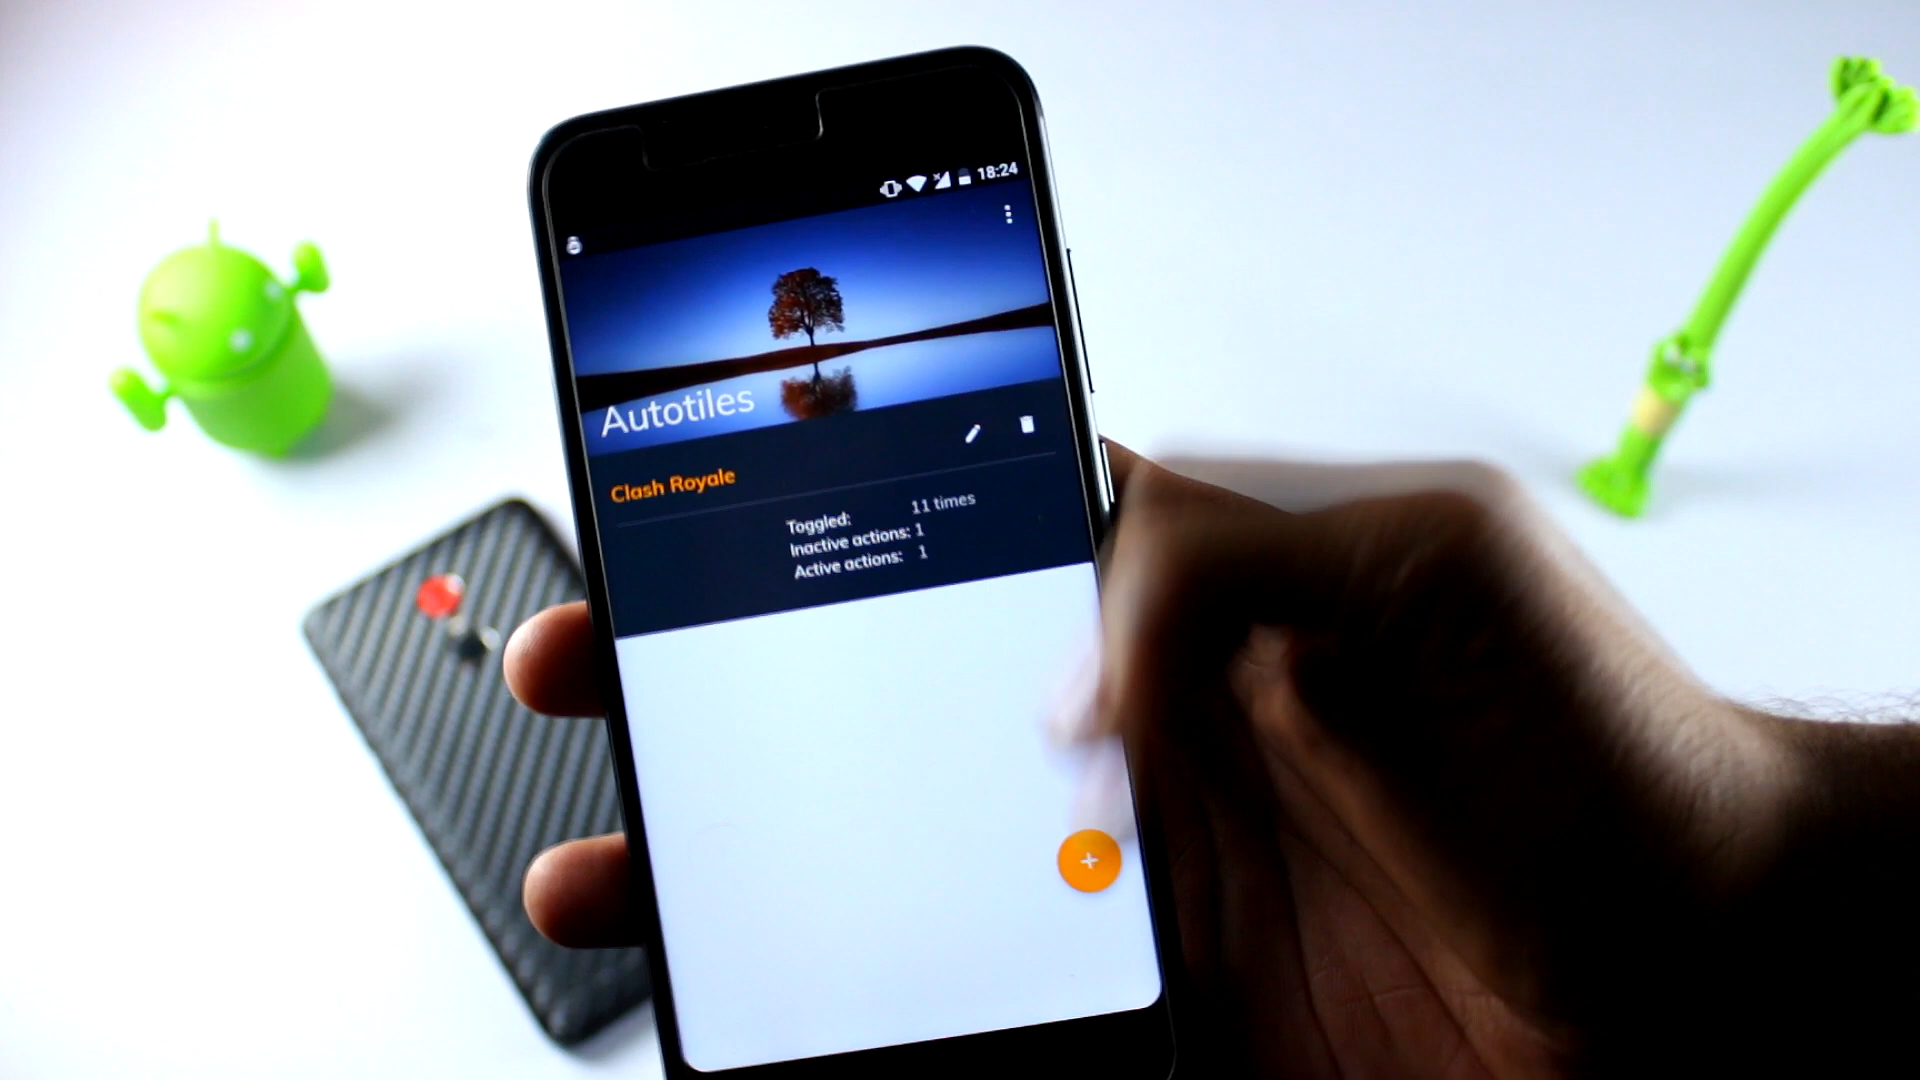 18:24
Autotiles
Clash Royale
Toggled: 11 times
Inactive actions: 1
Active actions: 1